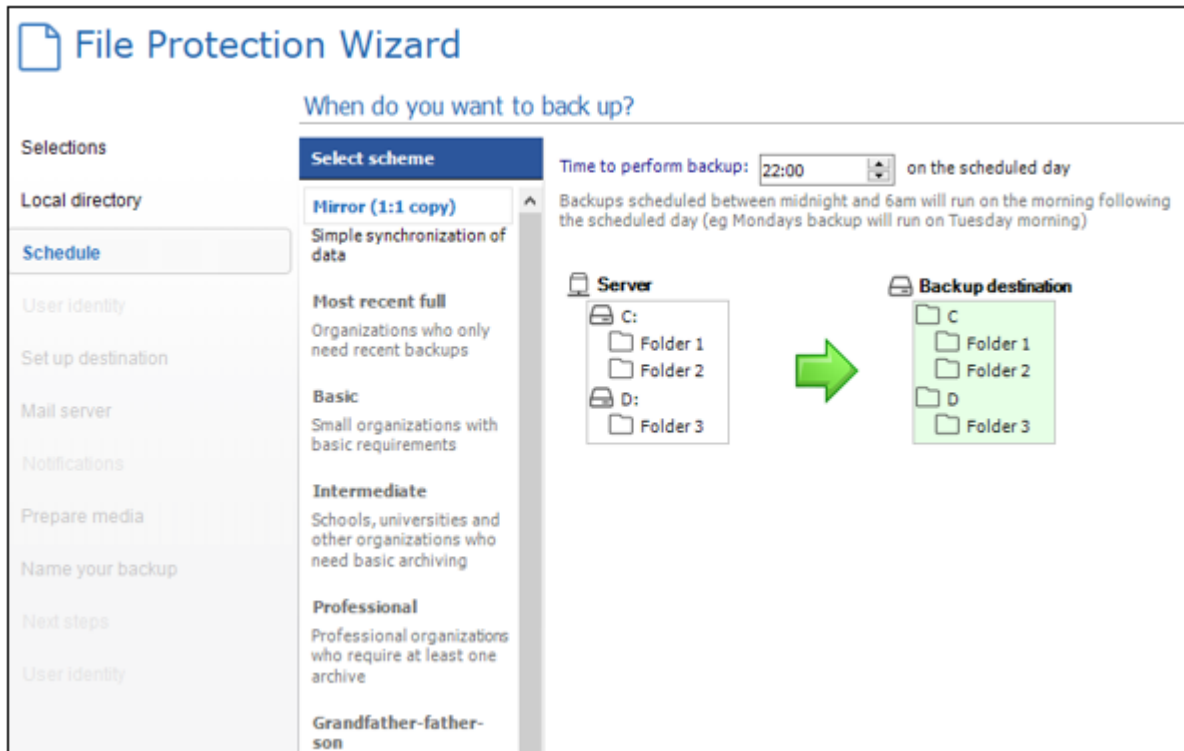 File Protection Wizard
When do you want to back up?
Selections
Local directory
Schedule
User identity
Set up destination
Mail server
Notifications
Prepare media
Name your backup
Next steps
User identity
Select scheme
Mirror (1:1 copy)
Simple synchronization of
data
Most recent full
Organizations who only
need recent backups
Basic
Small organizations with
basic requirements
Intermediate
Schools, universities and
other organizations who
need basic archiving
Professional
Professional organizations
who require at least one
archive
Grandfather-father-
son
Time to perform backup: 22:00 on the scheduled day
Backups scheduled between midnight and 6am will run on the morning following
the scheduled day (eg Mondays backup will run on Tuesday morning)
Server
C:
Folder 1
Folder 2
D:
Folder 3
Backup destination
C
Folder 1
Folder 2
D
Folder 3